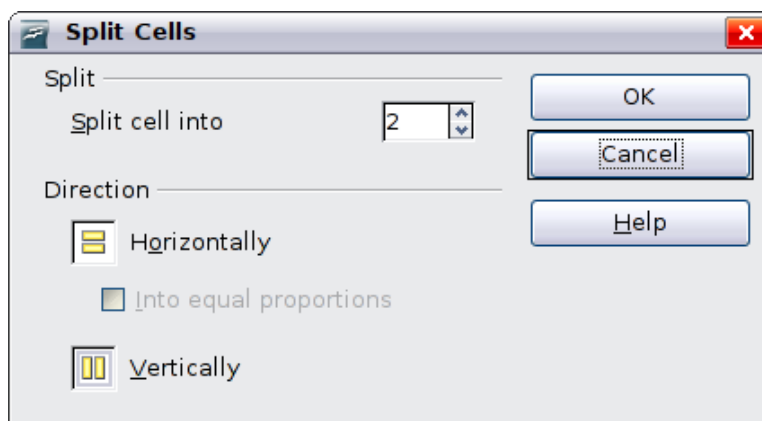 Split Cells
Split
Split cell into
2
OK
Cancel
Direction
Help
Horizontally
Into equal proportions
Vertically